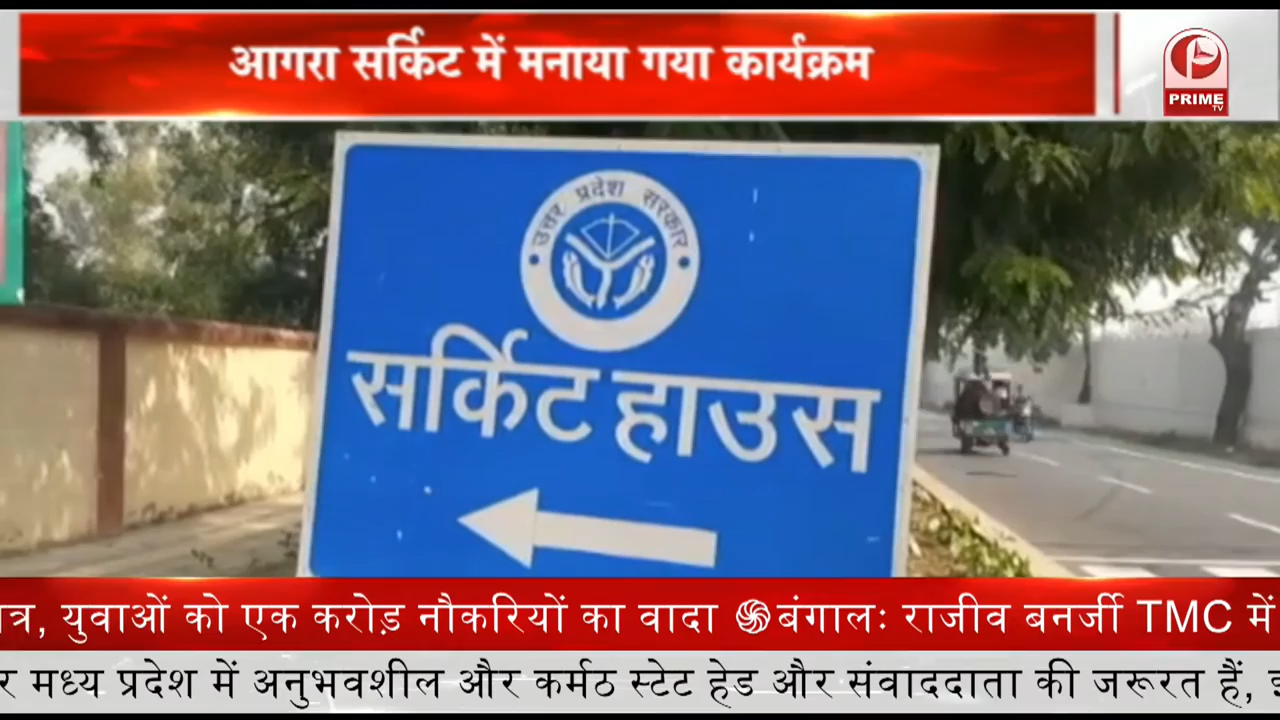 आगरा सर्किट में मनाया गया कार्यक्रम
PRIME
TV
उत्तर प्रदेश सरकार
सर्किट हाउस
युवाओं को एक करोड़ नौकरियों का वादा ֍बंगालः राजीव बनर्जी TMC में
मध्य प्रदेश में अनुभवशील और कर्मठ स्टेट हेड और संवाददाता की जरूरत हैं,